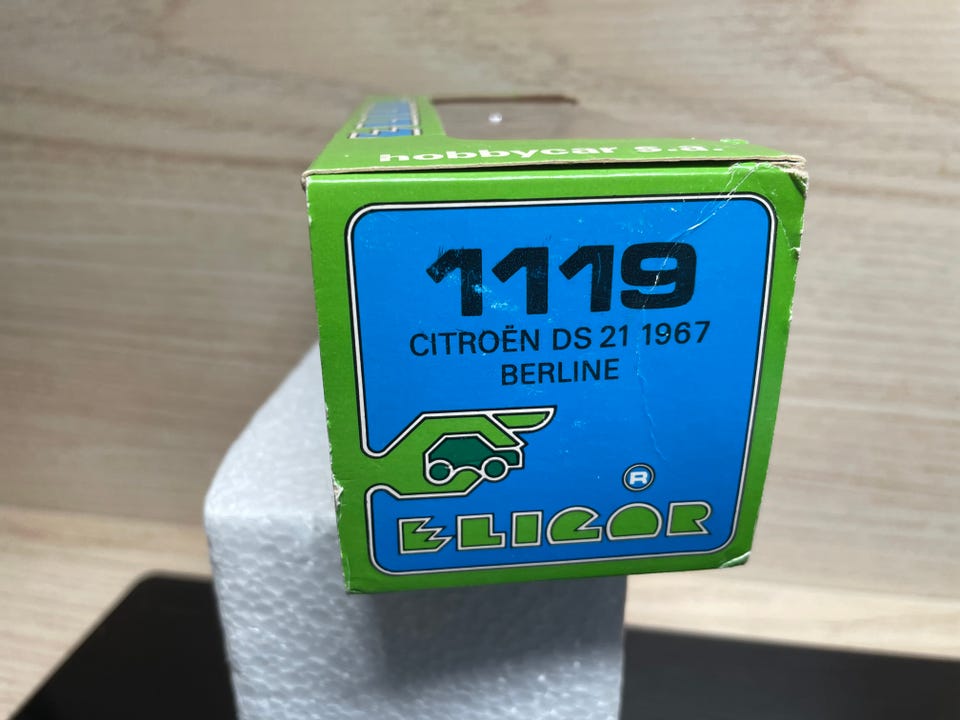 hobbycar s.a.
1119
CITROËN DS 21 1967
BERLINE
R
ELIGOR